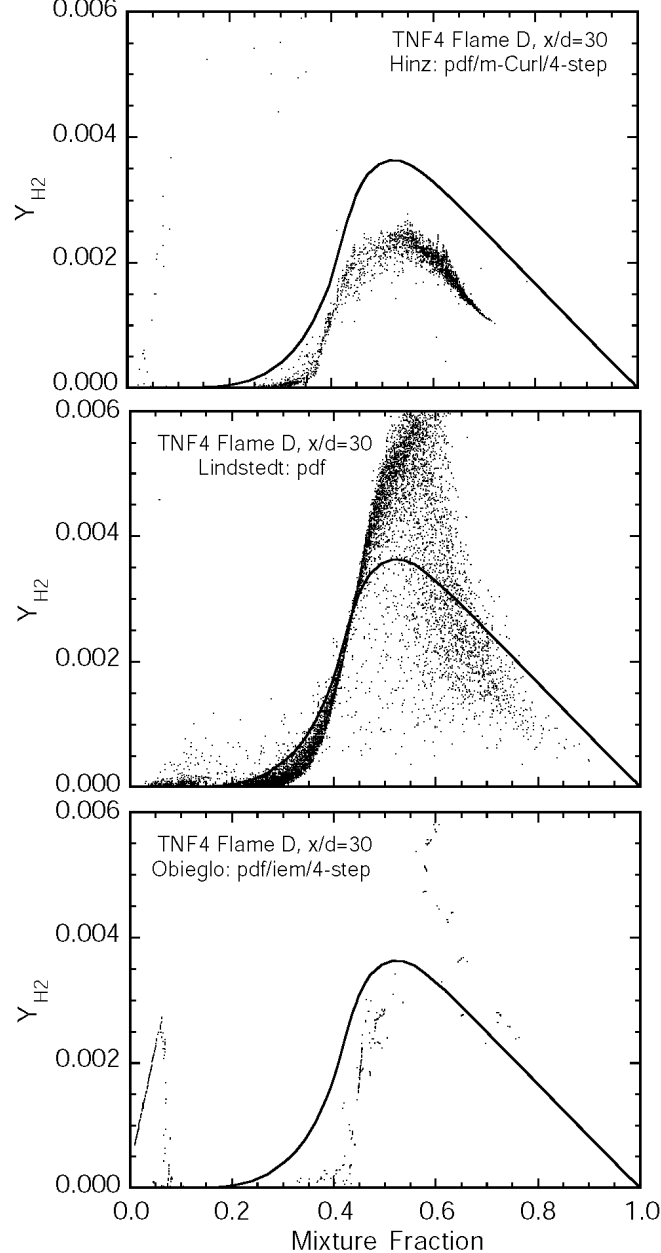 0.006
TNF4 Flame D, x/d=30
Hinz: pdf/m-Curl/4-step
0.004
Y_H2
0.002
0.000
0.006
TNF4 Flame D, x/d=30
Lindstedt: pdf
0.004
Y_H2
0.002
0.000
0.006
TNF4 Flame D, x/d=30
Obieglo: pdf/iem/4-step
0.004
Y_H2
0.002
0.000
0.0 0.2 0.4 0.6 0.8 1.0
Mixture Fraction